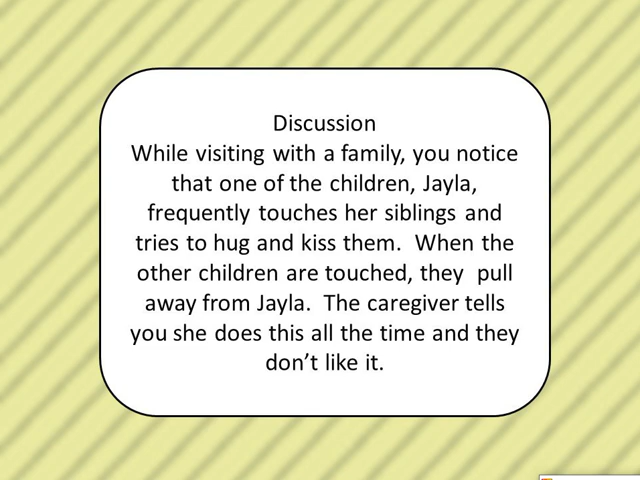 Discussion
While visiting with a family, you notice
that one of the children, Jayla,
frequently touches her siblings and
tries to hug and kiss them.  When the
other children are touched, they  pull
away from Jayla.  The caregiver tells
you she does this all the time and they
don’t like it.